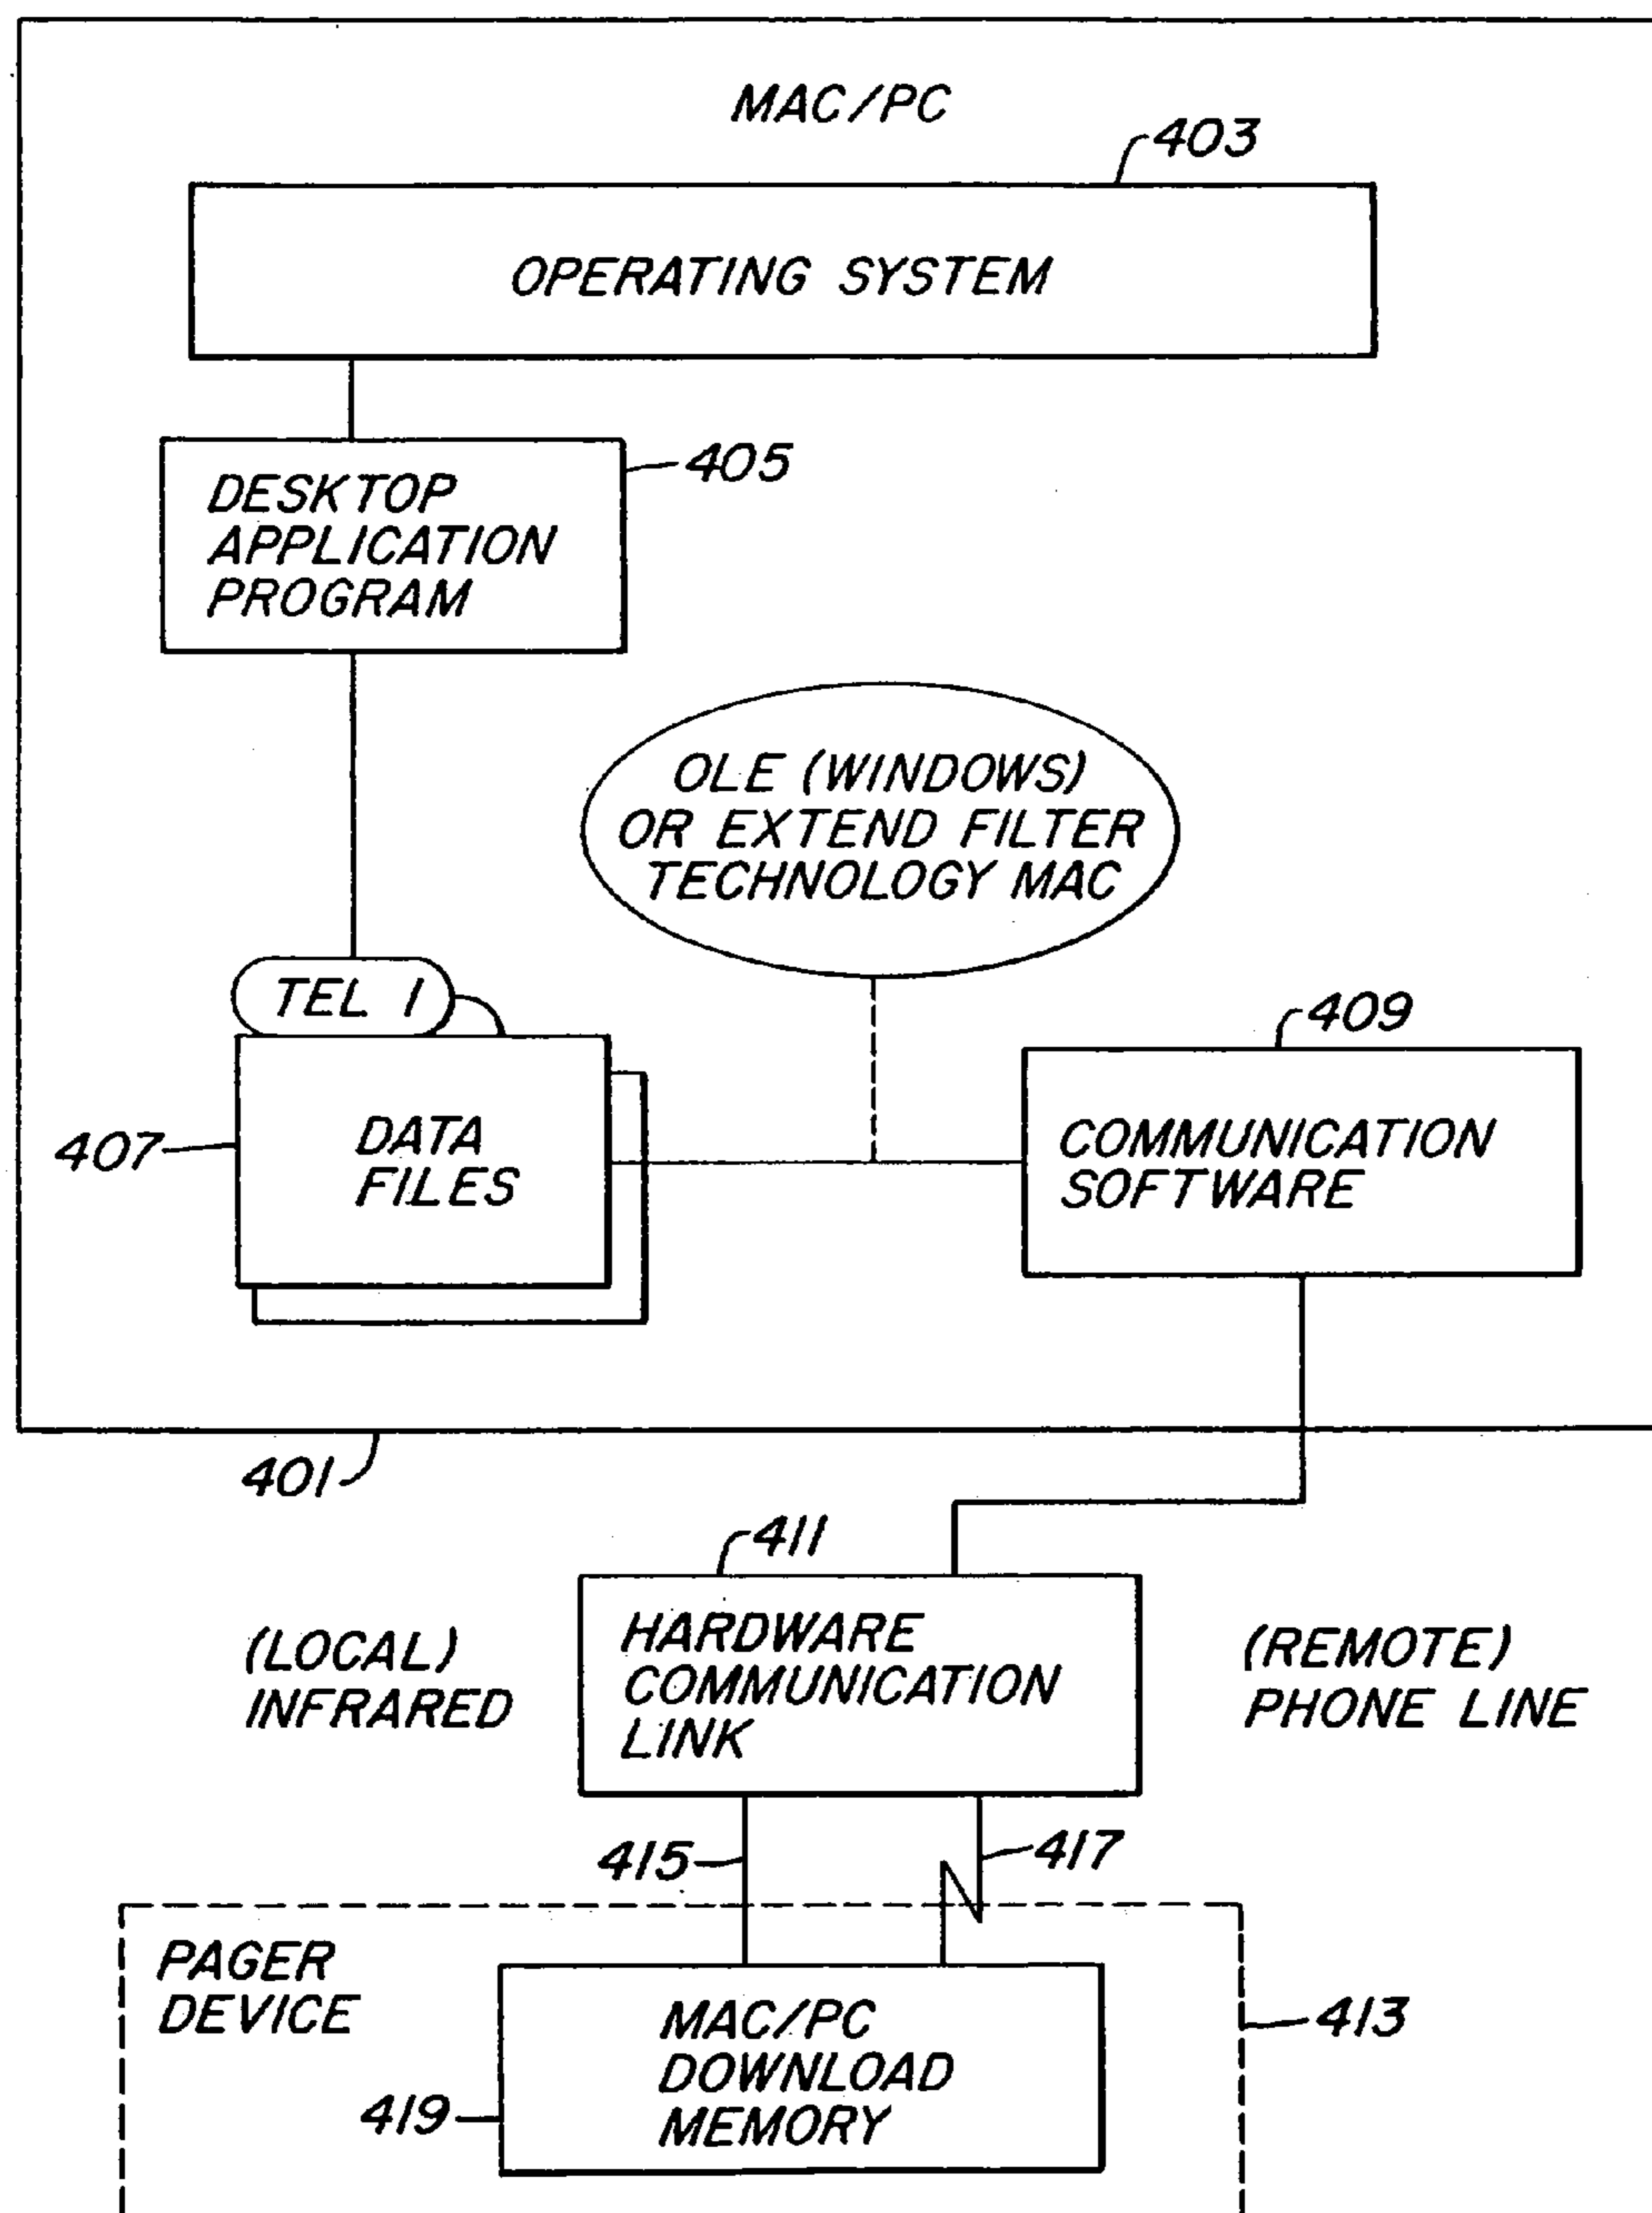 MAC/PC
403
OPERATING SYSTEM
405
DESKTOP
APPLICATION
PROGRAM
OLE (WINDOWS)
OR EXTEND FILTER
TECHNOLOGY MAC
TEL 1
409
407
DATA
FILES
COMMUNICATION
SOFTWARE
401
411
(LOCAL)
INFRARED
HARDWARE
COMMUNICATION
LINK
(REMOTE)
PHONE LINE
415
417
PAGER
DEVICE
413
MAC/PC
DOWNLOAD
MEMORY
419